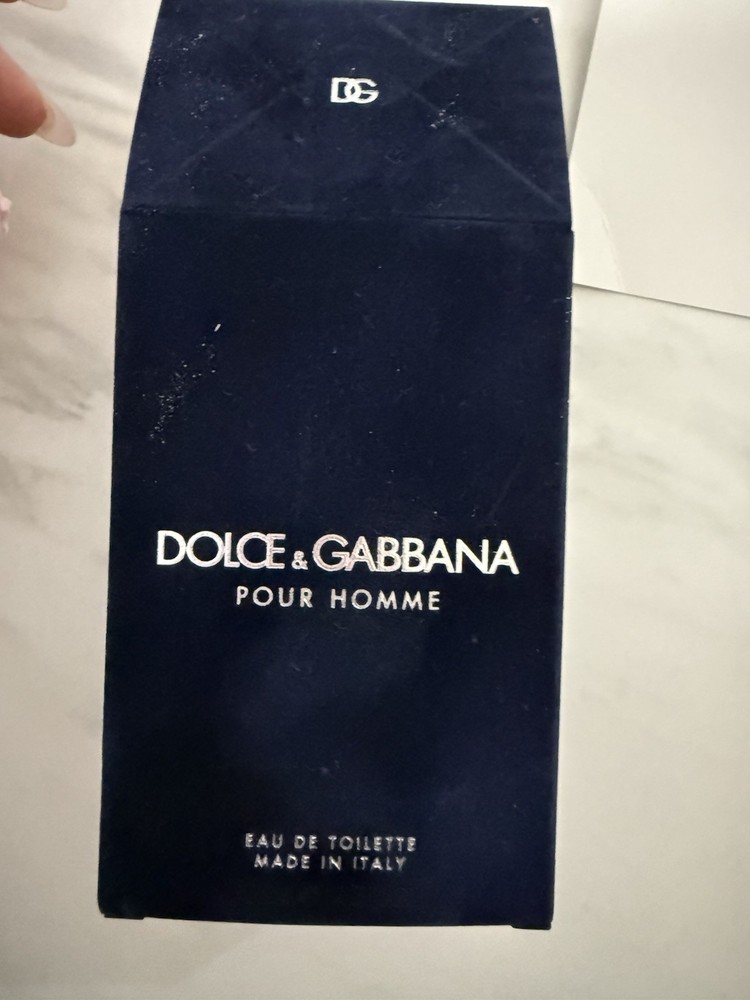 DG
DOLCE & GABBANA
POUR HOMME
EAU DE TOILETTE
MADE IN ITALY